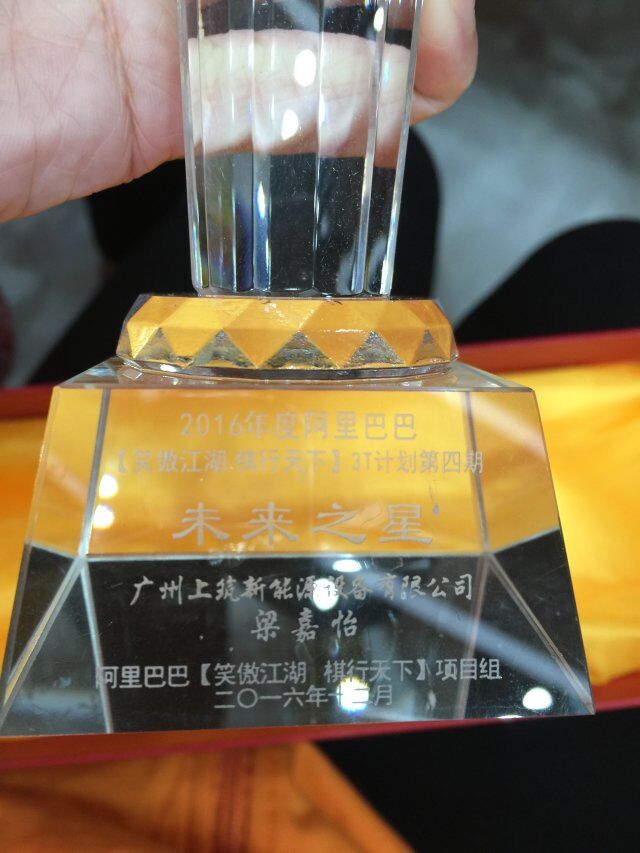 2016年度阿里巴巴
【笑傲江湖.棋行天下】3T计划第四期
未来之星
广州上筑新能源设备有限公司
梁嘉怡
阿里巴巴【笑傲江湖 棋行天下】项目组
二〇一六年十二月